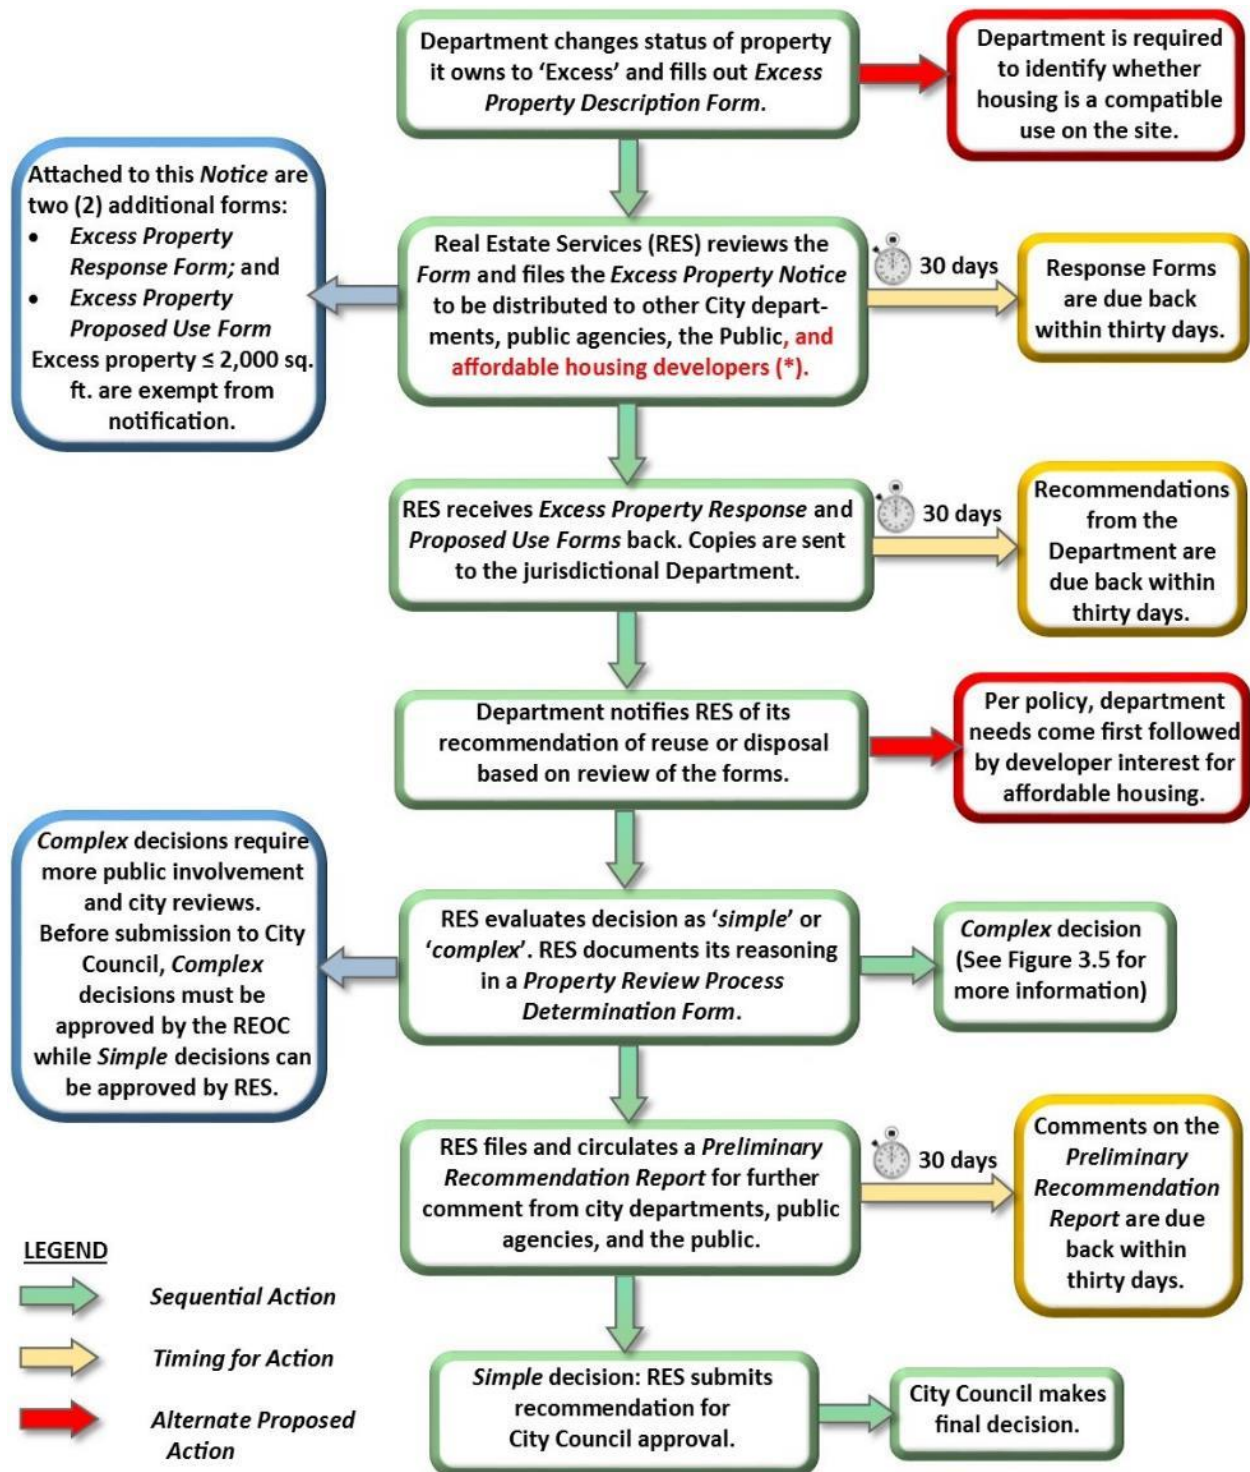 Department changes status of property
it owns to ‘Excess’ and fills out Excess
Property Description Form.
Department is required
to identify whether
housing is a compatible
use on the site.
Attached to this Notice are
two (2) additional forms:
• Excess Property
Response Form; and
• Excess Property
Proposed Use Form
Excess property ≤ 2,000 sq.
ft. are exempt from
notification.
Real Estate Services (RES) reviews the
Form and files the Excess Property Notice
to be distributed to other City depart-
ments, public agencies, the Public, and
affordable housing developers (*).
30 days
Response Forms
are due back
within thirty days.
RES receives Excess Property Response and
Proposed Use Forms back. Copies are sent
to the jurisdictional Department.
30 days
Recommendations
from the
Department are
due back within
thirty days.
Department notifies RES of its
recommendation of reuse or disposal
based on review of the forms.
Per policy, department
needs come first followed
by developer interest for
affordable housing.
Complex decisions require
more public involvement
and city reviews.
Before submission to City
Council, Complex
decisions must be
approved by the REOC
while Simple decisions can
be approved by RES.
RES evaluates decision as ‘simple’ or
‘complex’. RES documents its reasoning
in a Property Review Process
Determination Form.
Complex decision
(See Figure 3.5 for
more information)
RES files and circulates a Preliminary
Recommendation Report for further
comment from city departments, public
agencies, and the public.
30 days
Comments on the
Preliminary
Recommendation
Report are due
back within
thirty days.
LEGEND
Sequential Action
Timing for Action
Alternate Proposed
Action
Simple decision: RES submits
recommendation for
City Council approval.
City Council makes
final decision.